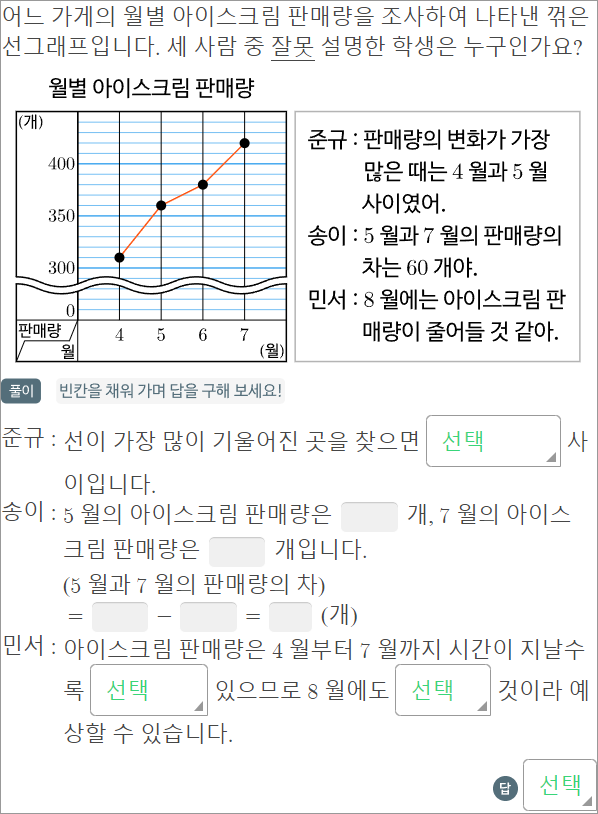 어느 가게의 월별 아이스크림 판매량을 조사하여 나타낸 꺾은
선그래프입니다. 세 사람 중 잘못 설명한 학생은 누구인가요?
월별 아이스크림 판매량
(개)
400
350
300
0
판매량
월
4 5 6 7
(월)
준규 : 판매량의 변화가 가장
많은 때는 4 월과 5 월
사이였어.
송이 : 5 월과 7 월의 판매량의
차는 60 개야.
민서 : 8 월에는 아이스크림 판
매량이 줄어들 것 같아.
풀이 빈칸을 채워 가며 답을 구해 보세요!
준규 : 선이 가장 많이 기울어진 곳을 찾으면 선택 사
이입니다.
송이 : 5 월의 아이스크림 판매량은 개, 7 월의 아이스
크림 판매량은 개입니다.
(5 월과 7 월의 판매량의 차)
= − = (개)
민서 : 아이스크림 판매량은 4 월부터 7 월까지 시간이 지날수
록 선택 있으므로 8 월에도 선택 것이라 예
상할 수 있습니다.
답 선택